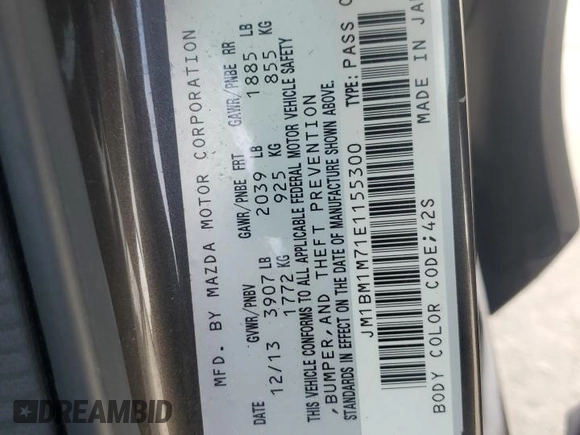 MFD. BY MAZDA MOTOR CORPORATION
DATE GVWR/PNBV GAWR/PNBE FRT GAWR/PNBE RR
12/13 3907 LB 2039 LB 1885 LB
1772 KG 925 KG 855 KG
THIS VEHICLE CONFORMS TO ALL APPLICABLE FEDERAL MOTOR VEHICLE SAFETY
,BUMPER,AND THEFT PREVENTION
STANDARDS IN EFFECT ON THE DATE OF MANUFACTURE SHOWN ABOVE.
JM1BM1M71E1155300 TYPE: PASS C
BODY COLOR CODE;42S MADE IN JAP
DREAMBID